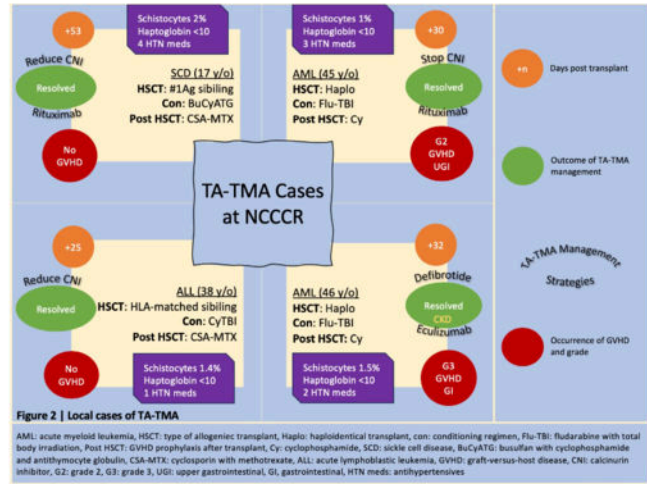 +53
Reduce CNI
Resolved
Rituximab
No
GVHD
Schistocytes 2%
Haptoglobin <10
4 HTN meds
SCD (17 y/o)
HSCT: #1Ag sibiling
Con: BuCyATG
Post HSCT: CSA-MTX
Schistocytes 1%
Haptoglobin <10
3 HTN meds
AML (45 y/o)
HSCT: Haplo
Con: Flu-TBI
Post HSCT: Cy
+30
Stop CNI
Resolved
Rituximab
G2
GVHD
UGI
TA-TMA Cases
at NCCCR
+25
Reduce CNI
Resolved
No
GVHD
ALL (38 y/o)
HSCT: HLA-matched sibiling
Con: CyTBI
Post HSCT: CSA-MTX
Schistocytes 1.4%
Haptoglobin <10
1 HTN meds
AML (46 y/o)
HSCT: Haplo
Con: Flu-TBI
Post HSCT: Cy
Schistocytes 1.5%
Haptoglobin <10
2 HTN meds
+32
Defibrotide
Resolved
CKD
Eculizumab
G3
GVHD
GI
+n
Days post transplant
Outcome of TA-TMA
management
TA-TMA Management
Strategies
Occurrence of GVHD
and grade
Figure 2 | Local cases of TA-TMA
AML: acute myeloid leukemia, HSCT: type of allogeneic transplant, Haplo: haploidentical transplant, con: conditioning regimen, Flu-TBI: fludarabine with total
body irradiation, Post HSCT: GVHD prophylaxis after transplant, Cy: cyclophosphamide, SCD: sickle cell disease, BuCyATG: busulfan with cyclophosphamide
and antithymocyte globulin, CSA-MTX: cyclosporin with methotrexate, ALL: acute lymphoblastic leukemia, GVHD: graft-versus-host disease, CNI: calcinurin
inhibitor, G2: grade 2, G3: grade 3, UGI: upper gastrointestinal, GI, gastrointestinal, HTN meds: antihypertensives